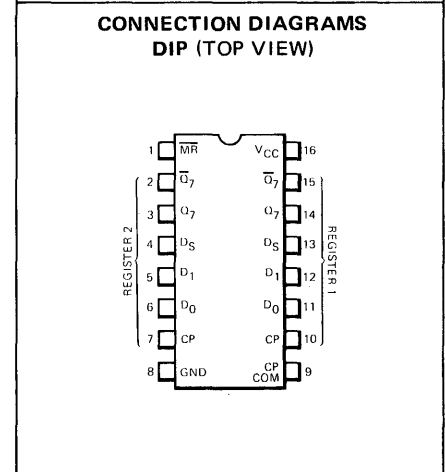 CONNECTION DIAGRAMS
DIP (TOP VIEW)
1 M̅R̅ VCC 16
2 Q̅7 Q̅7 15
3 Q7 Q7 14
4 DS DS 13
5 D1 D1 12
6 D0 D0 11
7 CP CP 10
8 GND CP COM 9
REGISTER 2
REGISTER 1